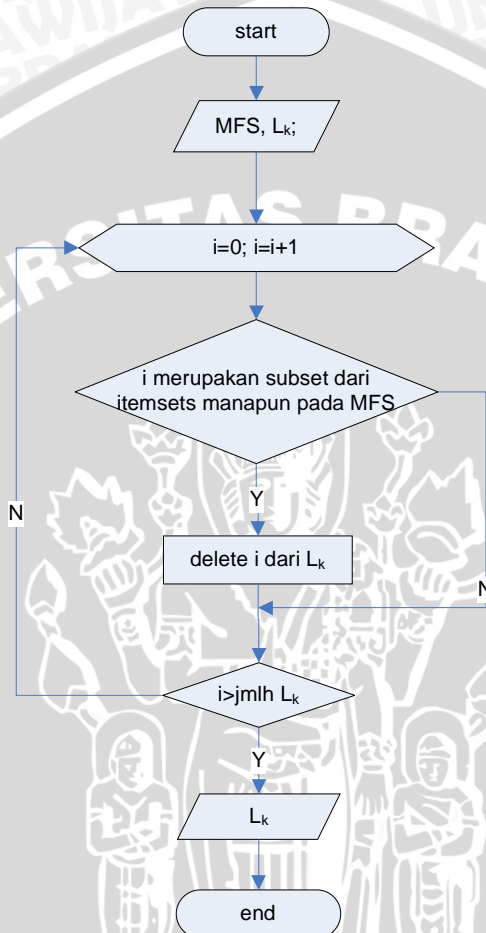 start
MFS, Lₖ;
i=0; i=i+1
i merupakan subset dari
itemsets manapun pada MFS
Y
N
delete i dari Lₖ
N
i>jmlh Lₖ
Y
Lₖ
end